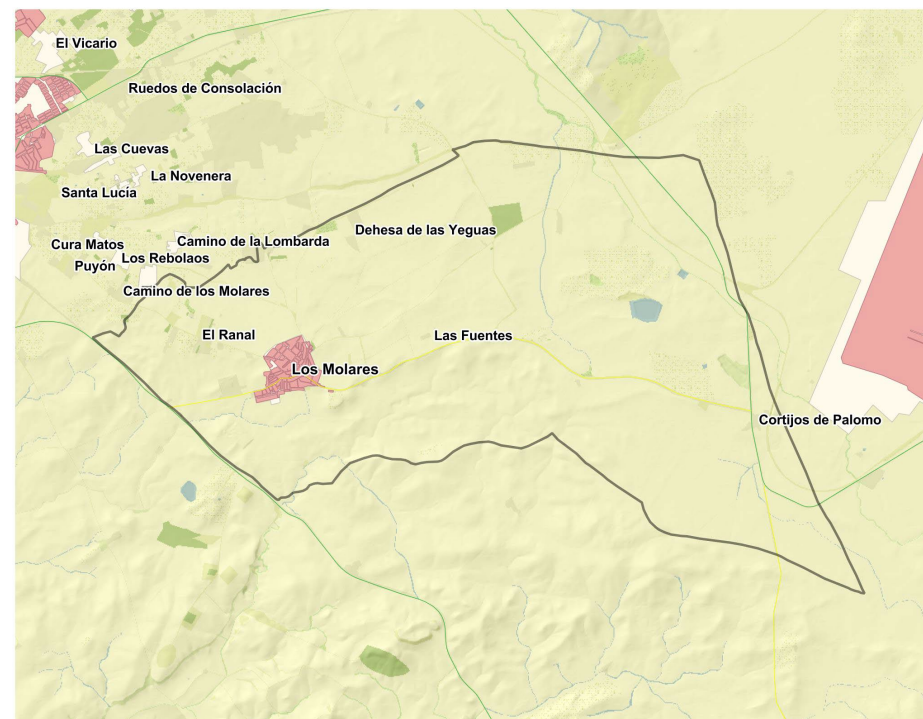 El Vicario
Ruedos de Consolación
Las Cuevas
La Novenera
Santa Lucía
Dehesa de las Yeguas
Cura Matos
Camino de la Lombarda
Los Rebolaos
Puyón
Camino de los Molares
El Ranal
Las Fuentes
Los Molares
Cortijos de Palomo